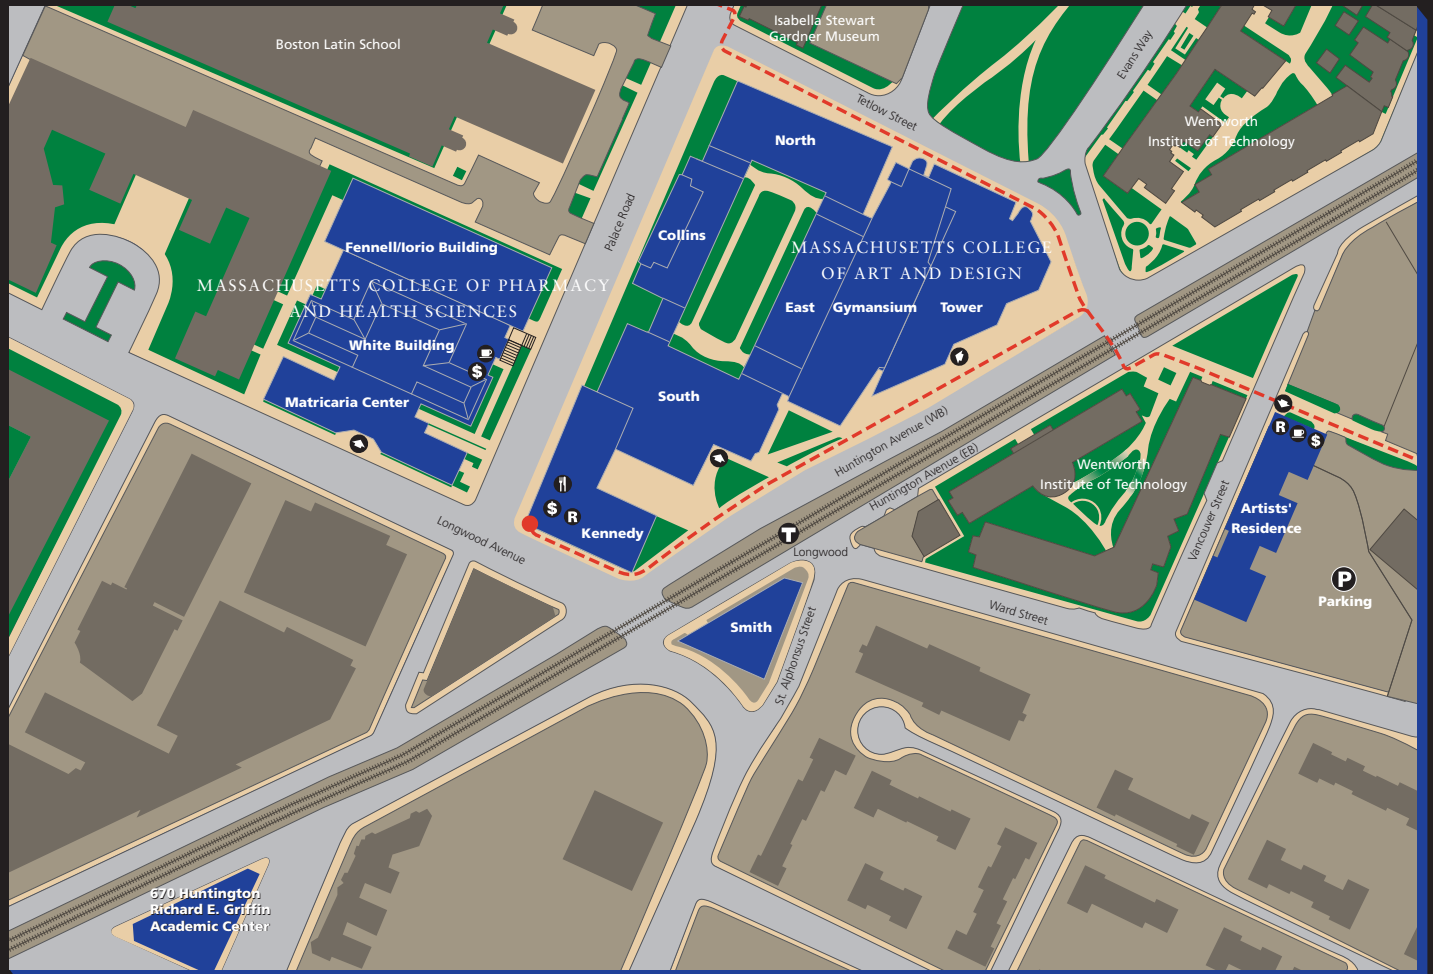 Isabella Stewart
Gardner Museum
Boston Latin School
Evans Way
Tetlow Street
Wentworth
Institute of Technology
North
Palace Road
Collins
Fennell/Iorio Building
MASSACHUSETTS COLLEGE
OF ART AND DESIGN
MASSACHUSETTS COLLEGE OF PHARMACY
AND HEALTH SCIENCES
East
Gymansium
Tower
White Building
$
Matricaria Center
South
Huntington Avenue (WB)
Huntington Avenue (EB)
R
$
Wentworth
Institute of Technology
$
R
Kennedy
Artists'
Residence
Vancouver Street
Longwood Avenue
T
Longwood
P
Parking
Ward Street
Smith
St. Alphonsus Street
670 Huntington
Richard E. Griffin
Academic Center